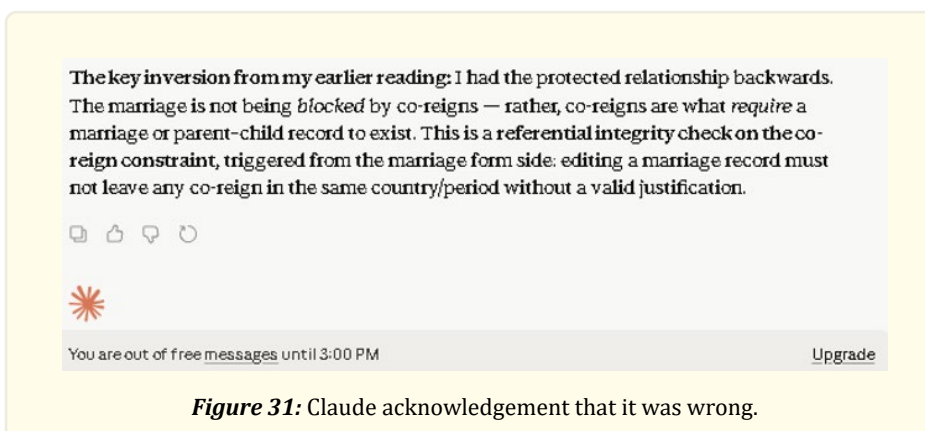 The key inversion from my earlier reading: I had the protected relationship backwards.
The marriage is not being blocked by co-reigns — rather, co-reigns are what require a
marriage or parent-child record to exist. This is a referential integrity check on the co-
reign constraint, triggered from the marriage form side: editing a marriage record must
not leave any co-reign in the same country/period without a valid justification.
You are out of free messages until 3:00 PM
Upgrade
Figure 31: Claude acknowledgement that it was wrong.